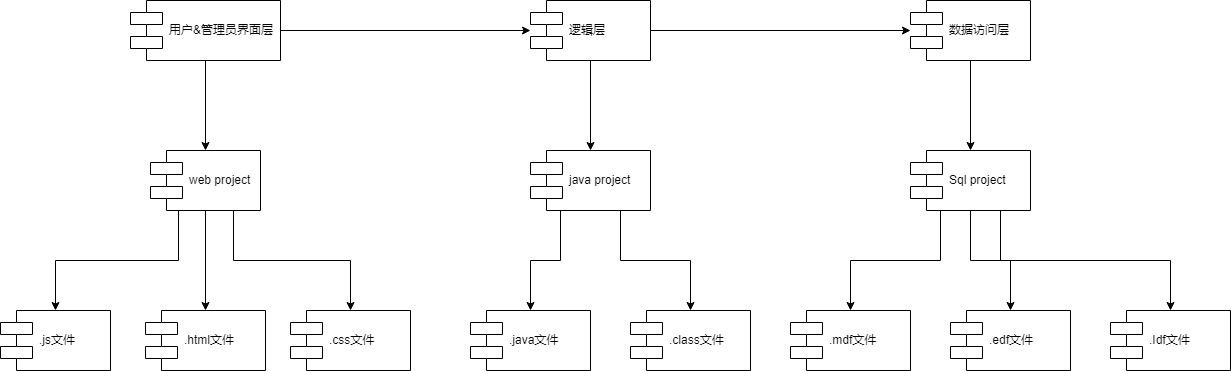 用户&管理员界面层
逻辑层
数据访问层
web project
java project
Sql project
.js文件
.html文件
.css文件
.java文件
.class文件
.mdf文件
.edf文件
.ldf文件